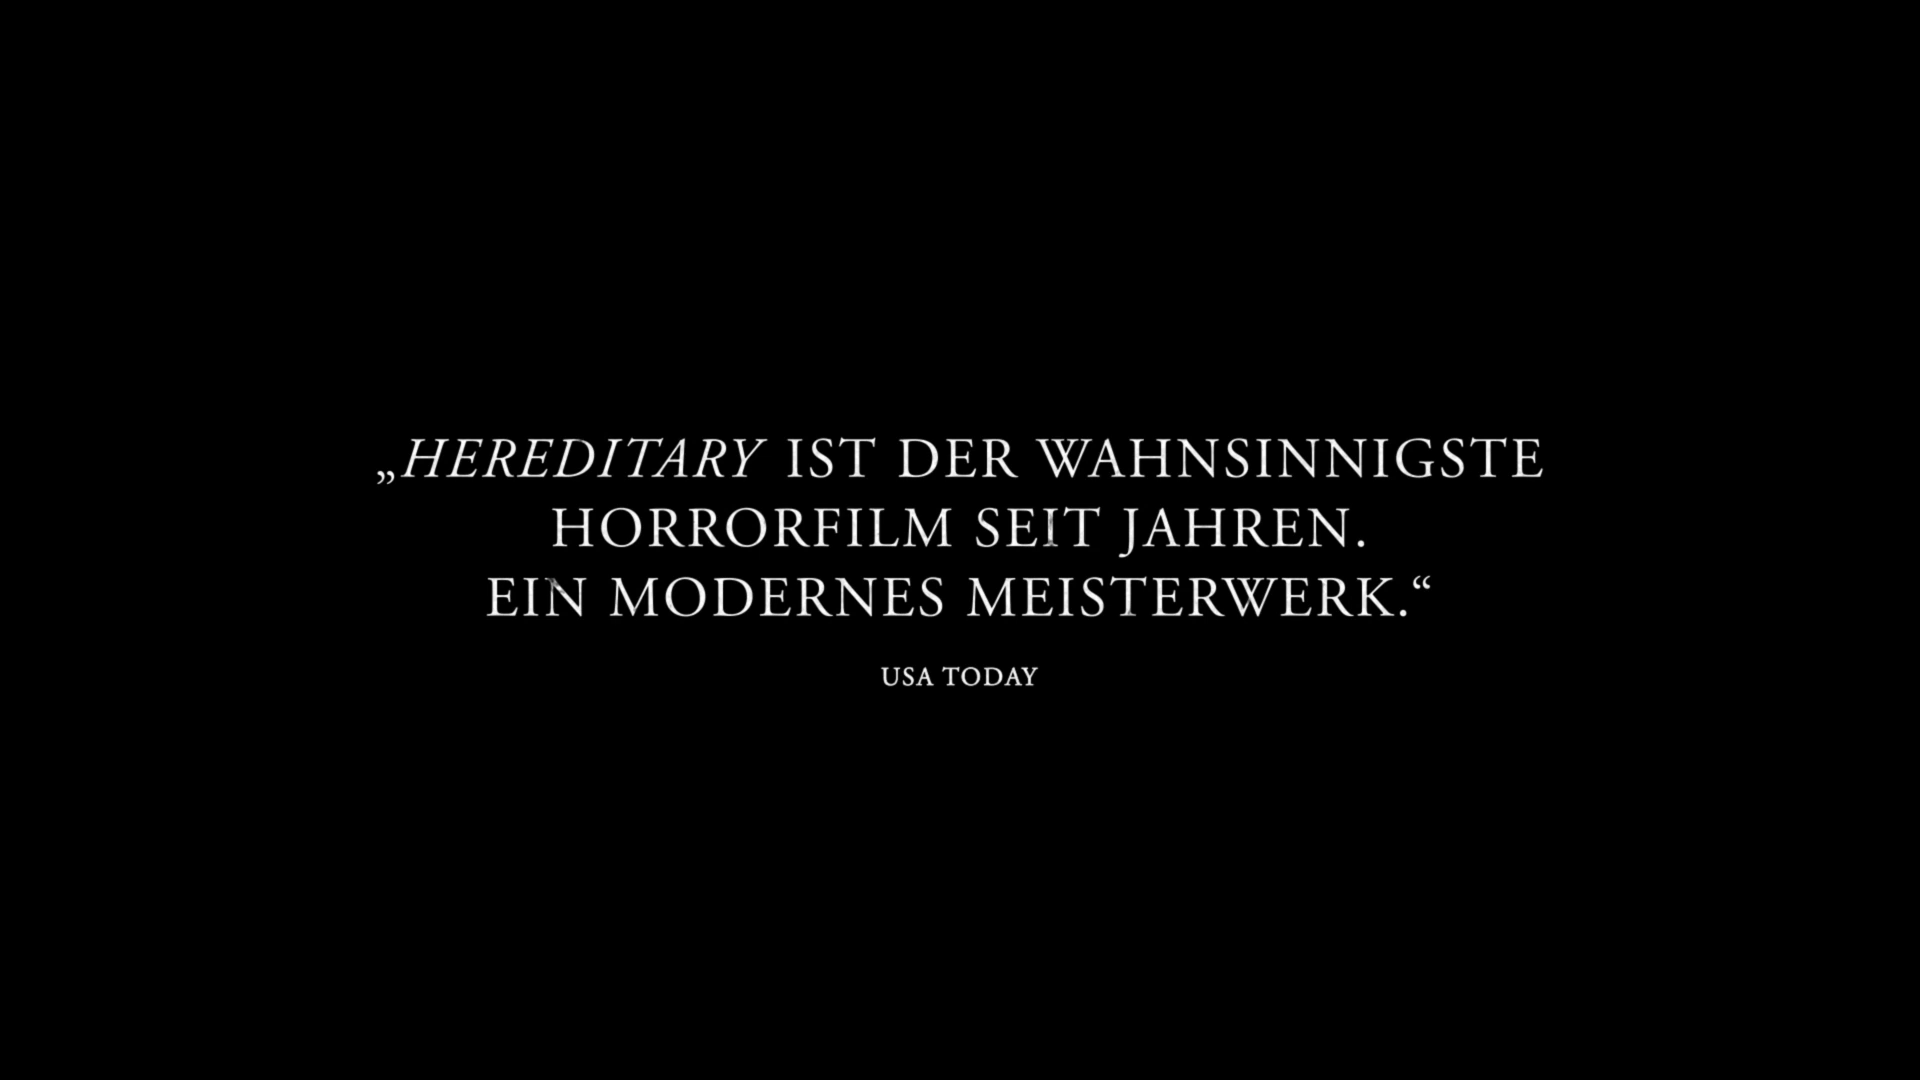 „HEREDITARY IST DER WAHNSINNIGSTE
HORRORFILM SEIT JAHREN.
EIN MODERNES MEISTERWERK.“
USA TODAY